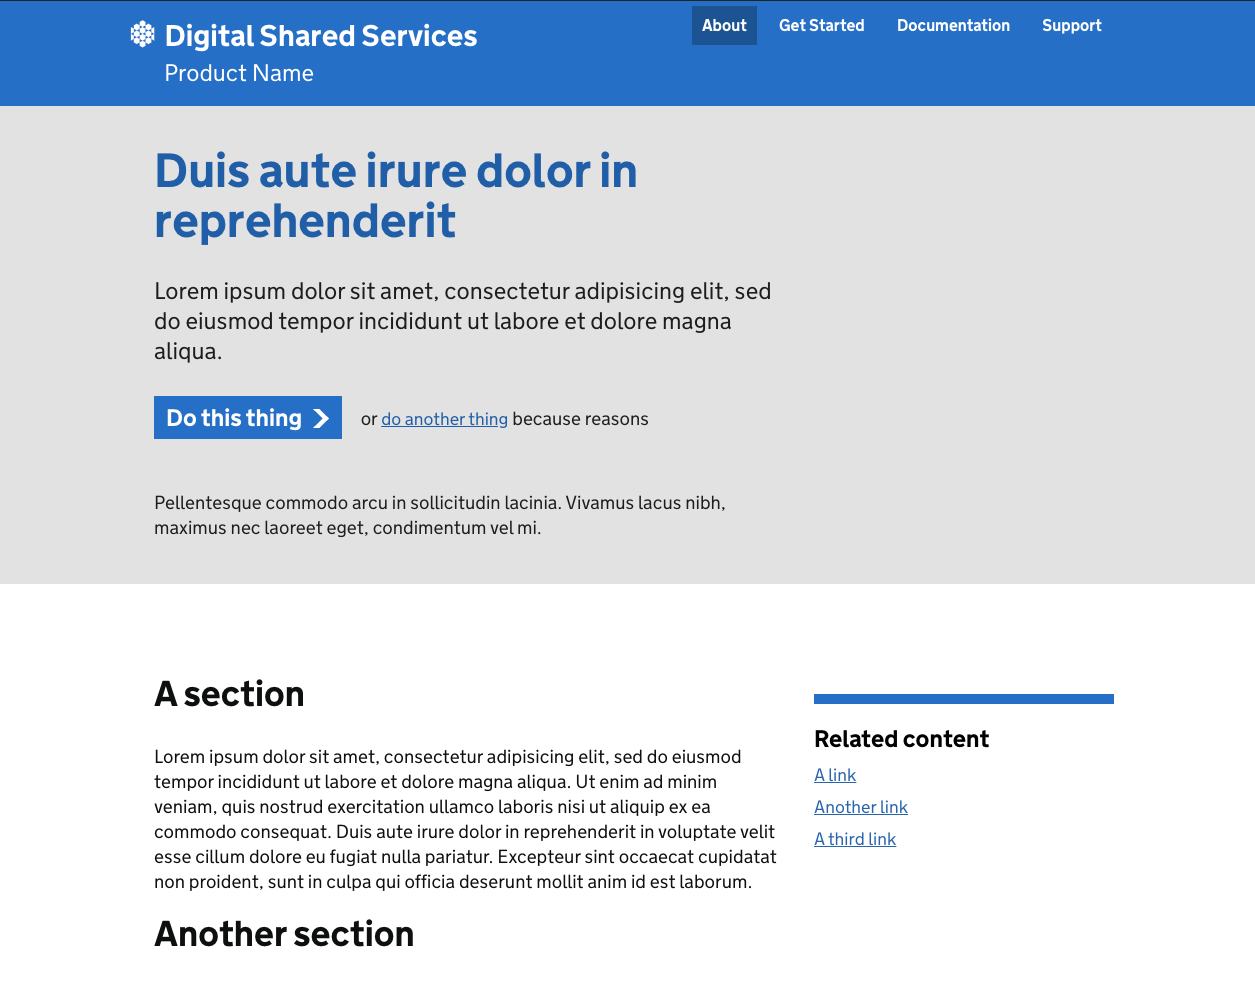 Digital Shared Services
Product Name
About
Get Started
Documentation
Support
Duis aute irure dolor in
reprehenderit
Lorem ipsum dolor sit amet, consectetur adipisicing elit, sed
do eiusmod tempor incididunt ut labore et dolore magna
aliqua.
Do this thing
or do another thing because reasons
Pellentesque commodo arcu in sollicitudin lacinia. Vivamus lacus nibh,
maximus nec laoreet eget, condimentum vel mi.
A section
Lorem ipsum dolor sit amet, consectetur adipisicing elit, sed do eiusmod
tempor incididunt ut labore et dolore magna aliqua. Ut enim ad minim
veniam, quis nostrud exercitation ullamco laboris nisi ut aliquip ex ea
commodo consequat. Duis aute irure dolor in reprehenderit in voluptate velit
esse cillum dolore eu fugiat nulla pariatur. Excepteur sint occaecat cupidatat
non proident, sunt in culpa qui officia deserunt mollit anim id est laborum.
Another section
Related content
A link
Another link
A third link